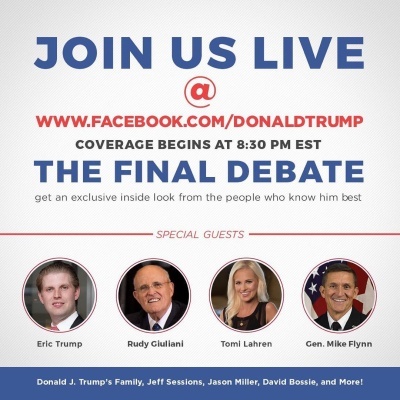 JOIN US LIVE
@
WWW.FACEBOOK.COM/DONALDTRUMP
COVERAGE BEGINS AT 8:30 PM EST
THE FINAL DEBATE
get an exclusive inside look from the people who know him best
SPECIAL GUESTS
Eric Trump Rudy Giuliani Tomi Lahren Gen. Mike Flynn
Donald J. Trump's Family, Jeff Sessions, Jason Miller, David Bossie, and More!